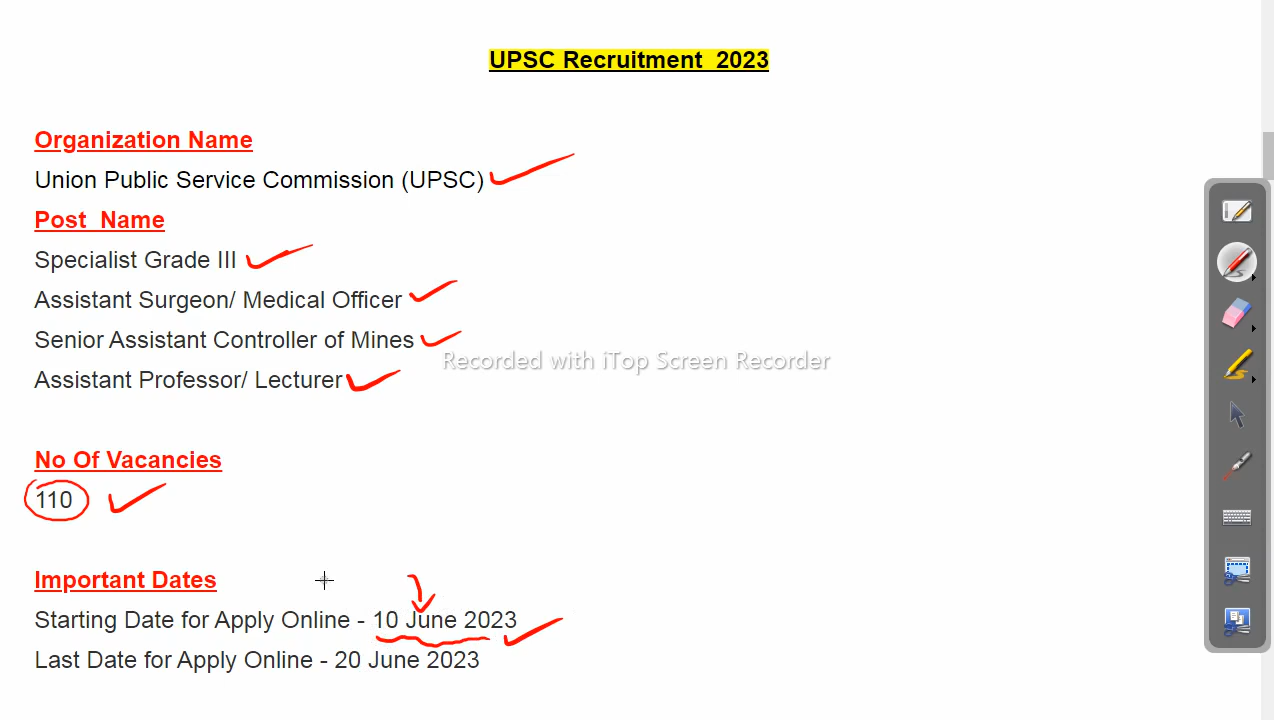 UPSC Recruitment  2023
Organization Name
Union Public Service Commission (UPSC)
Post  Name
Specialist Grade III
Assistant Surgeon/ Medical Officer
Senior Assistant Controller of Mines
Recorded with iTop Screen Recorder
Assistant Professor/ Lecturer
No Of Vacancies
110
Important Dates
Starting Date for Apply Online - 10 June 2023
Last Date for Apply Online - 20 June 2023